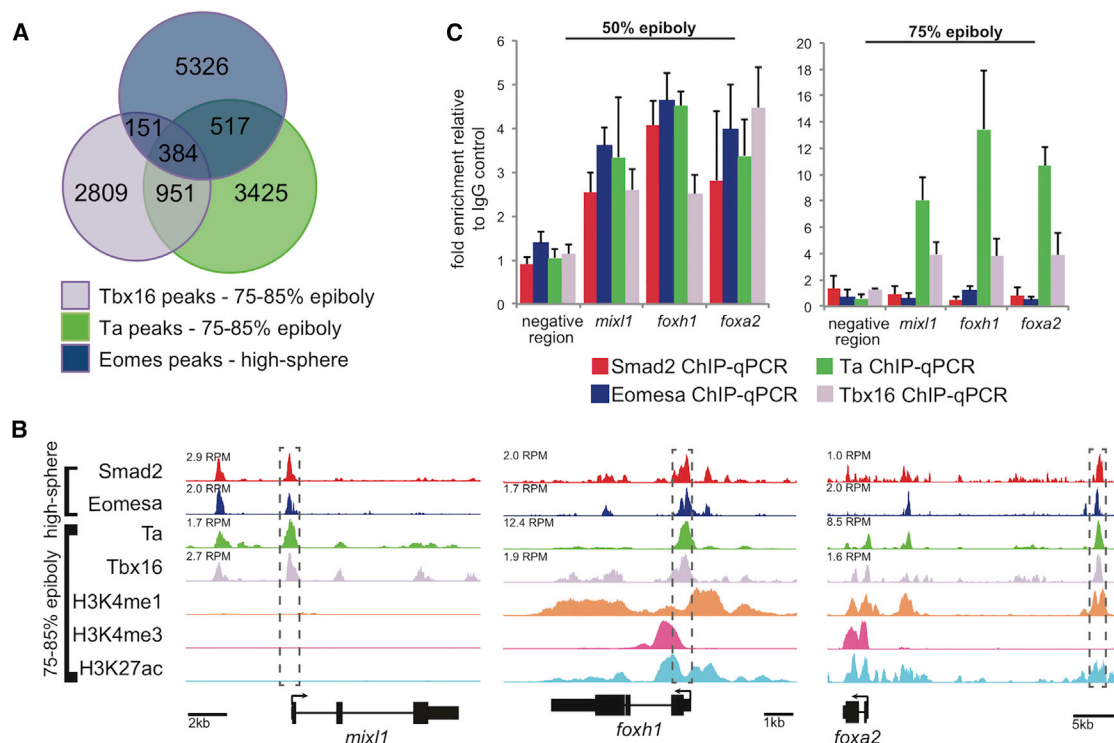 A
5326
151
517
384
2809
951
3425
Tbx16 peaks - 75-85% epiboly
Ta peaks - 75-85% epiboly
Eomes peaks - high-sphere
C
50% epiboly
75% epiboly
fold enrichment relative
to IgG control
6
5
4
3
2
1
0
negative
region
mixl1
foxh1
foxa2
20
18
16
14
12
10
8
6
4
2
0
negative
region
mixl1
foxh1
foxa2
Smad2 ChIP-qPCR
Ta ChIP-qPCR
Eomesa ChIP-qPCR
Tbx16 ChIP-qPCR
B
high-sphere
75-85% epiboly
Smad2
Eomesa
Ta
Tbx16
H3K4me1
H3K4me3
H3K27ac
2.9 RPM
2.0 RPM
1.7 RPM
2.7 RPM
2kb
mixl1
2.0 RPM
1.7 RPM
12.4 RPM
1.9 RPM
foxh1
1kb
1.0 RPM
2.0 RPM
8.5 RPM
1.6 RPM
foxa2
5kb